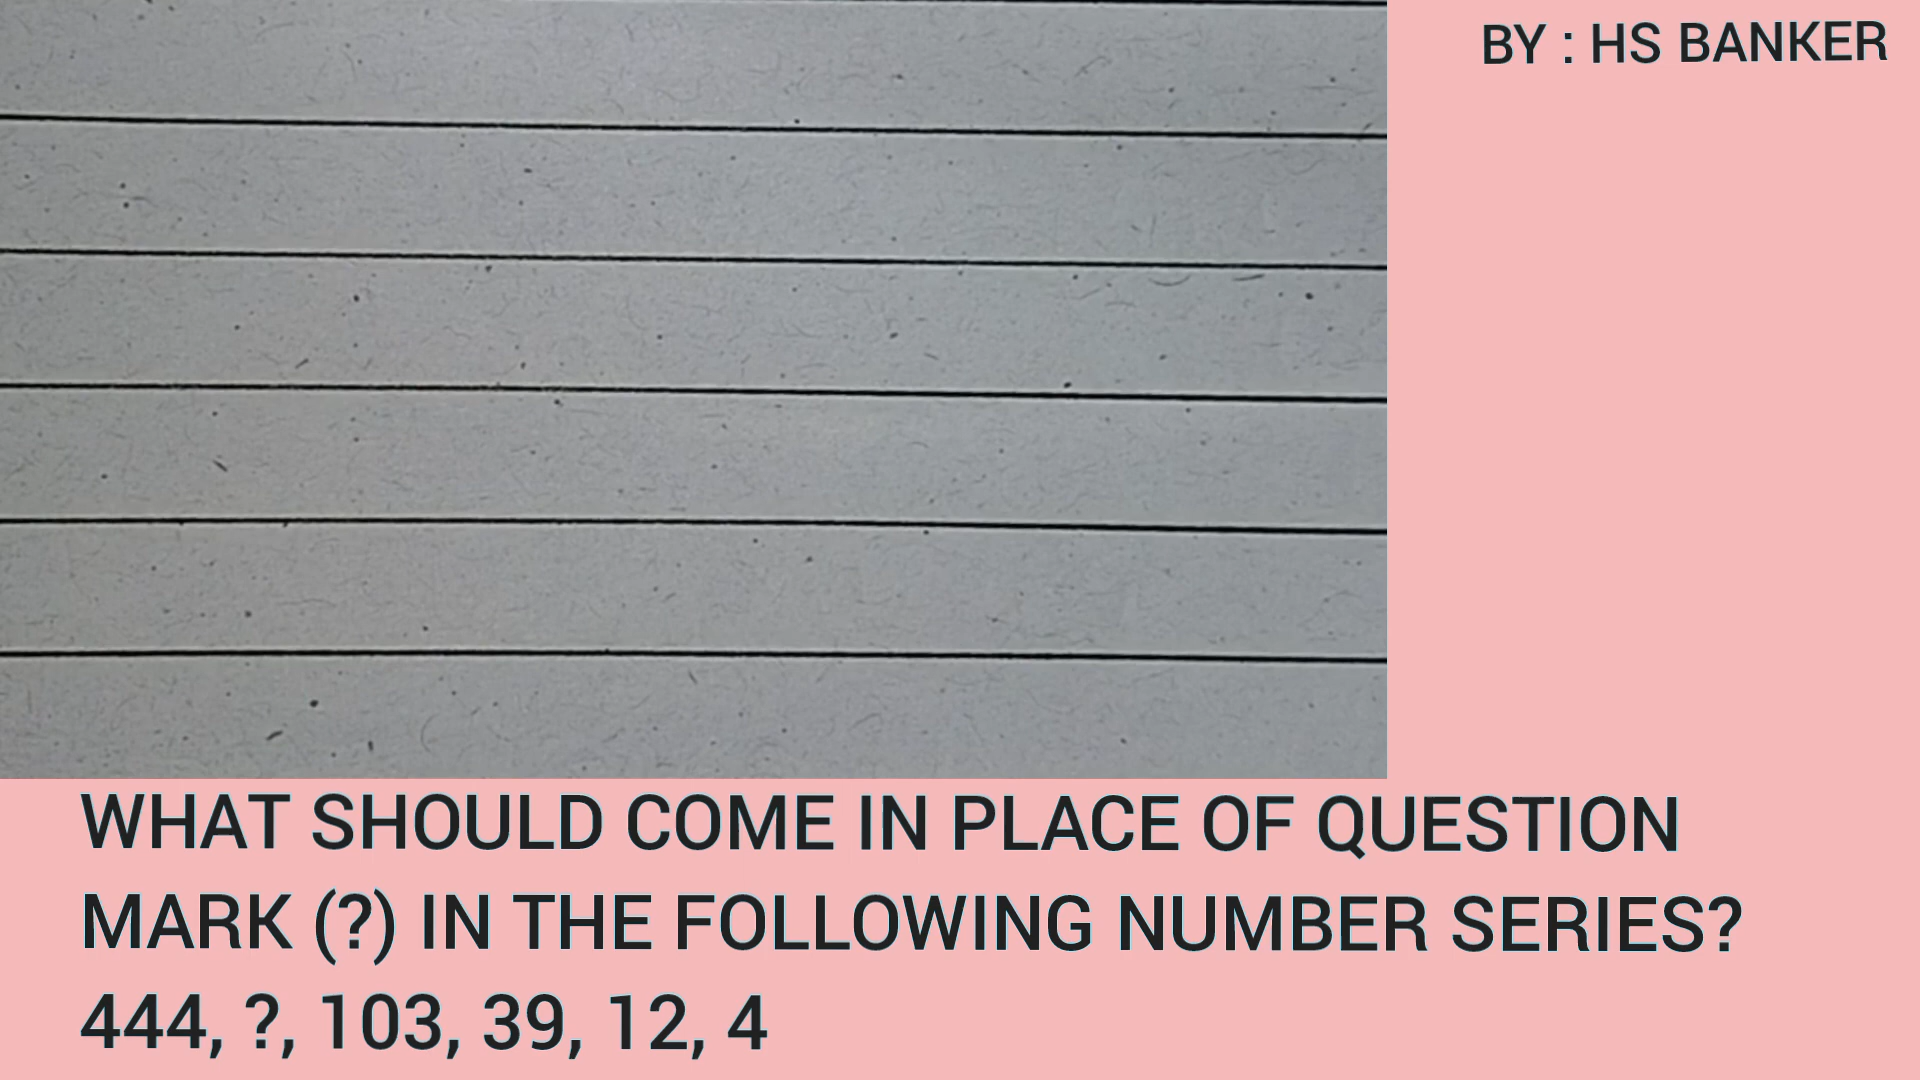 BY : HS BANKER
WHAT SHOULD COME IN PLACE OF QUESTION
MARK (?) IN THE FOLLOWING NUMBER SERIES?
444, ?, 103, 39, 12, 4